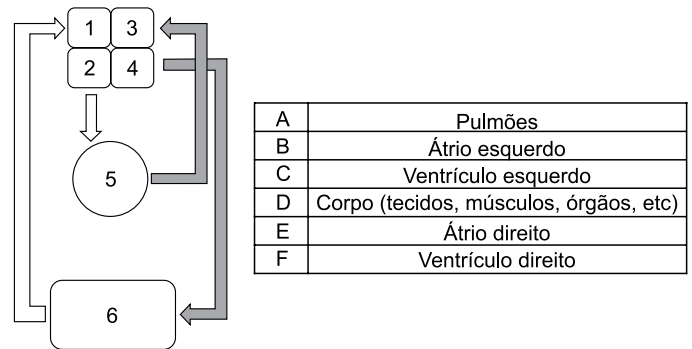 1 3
2 4
5
6
A Pulmões
B Átrio esquerdo
C Ventrículo esquerdo
D Corpo (tecidos, músculos, órgãos, etc)
E Átrio direito
F Ventrículo direito